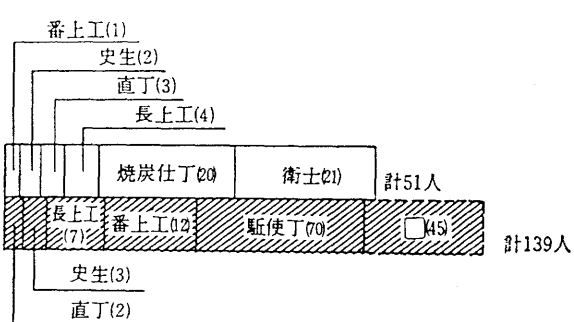 番上工(1)
史生(2)
直丁(3)
長上工(4)
焼炭仕丁(20)
衛士(21)
計51人
長上工
(7)
番上工(12)
駈使丁(70)
□(45)
計139人
史生(3)
直丁(2)